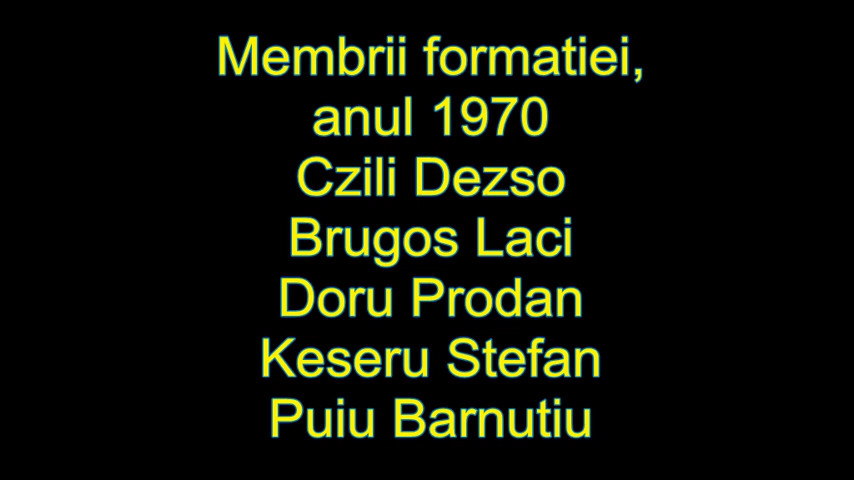 Membrii formatiei,
anul 1970
Czili Dezso
Brugos Laci
Doru Prodan
Keseru Stefan
Puiu Barnutiu